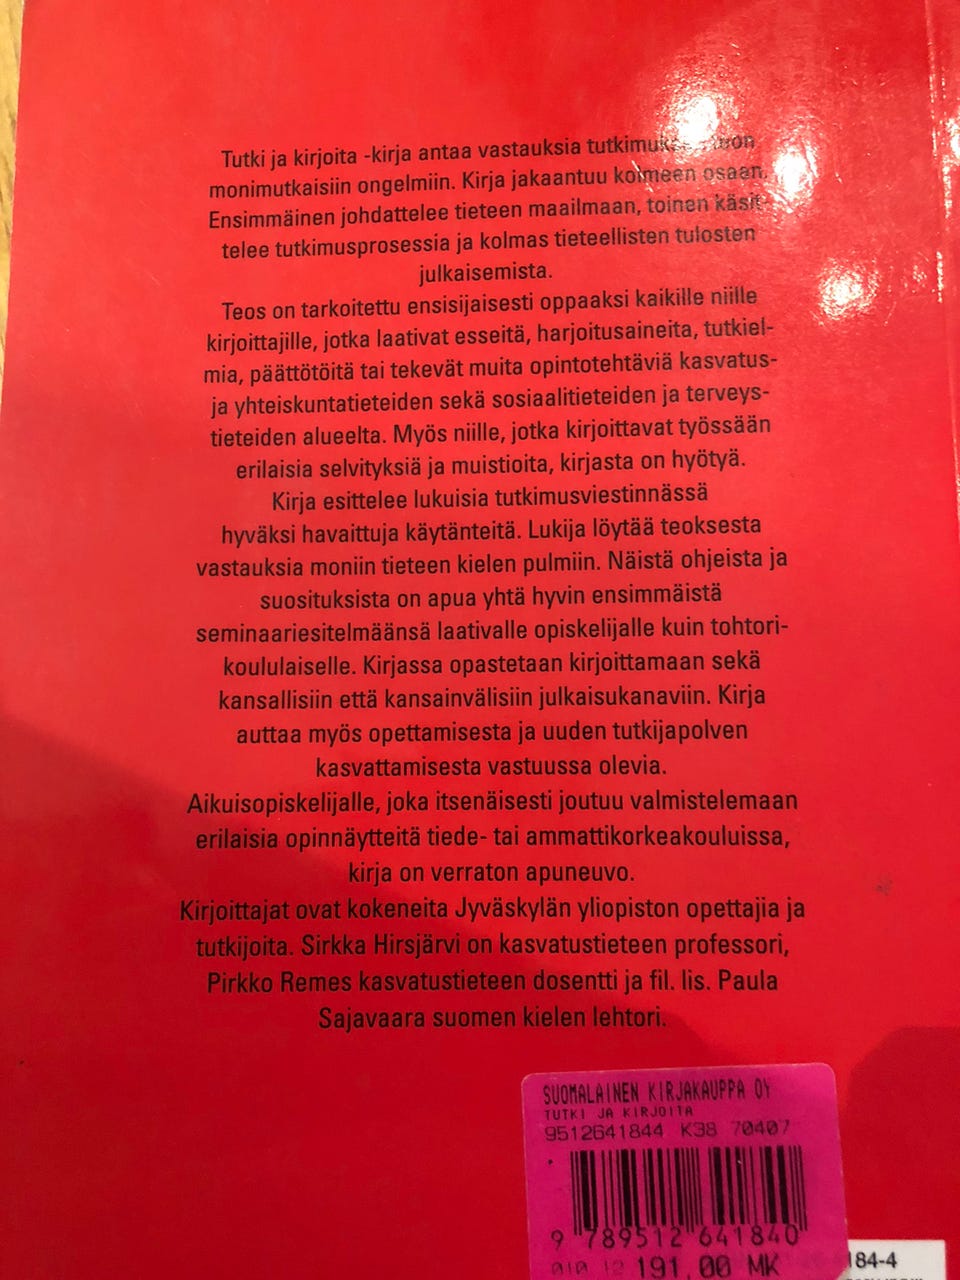 Tutki ja kirjoita -kirja antaa vastauksia
monimutkaisiin ongelmiin. Kirja jakaantuu kolmeen osaan.
Ensimmäinen johdattelee tieteen maailmaan, toinen käsit-
telee tutkimusprosessia ja kolmas tieteellisten tulosten
julkaisemista.
Teos on tarkoitettu ensisijaisesti oppaaksi kaikille niille
kirjoittajille, jotka laativat esseitä, harjoitusaineita, tutkiel-
mia, päättötöitä tai tekevät muita opintotehtäviä kasvatus-
ja yhteiskuntatieteiden sekä sosiaalitieteiden ja terveys-
tieteiden alueelta. Myös niille, jotka kirjoittavat työssään
erilaisia selvityksiä ja muistioita, kirjasta on hyötyä.
Kirja esittelee lukuisia tutkimusviestinnässä
hyväksi havaittuja käytänteitä. Lukija löytää teoksesta
vastauksia moniin tieteen kielen pulmiin. Näistä ohjeista ja
suosituksista on apua yhtä hyvin ensimmäistä
seminaariesitelmäänsä laativalle opiskelijalle kuin tohtori-
koululaiselle. Kirjassa opastetaan kirjoittamaan sekä
kansallisiin että kansainvälisiin julkaisukanaviin. Kirja
auttaa myös opettamisesta ja uuden tutkijapolven
kasvattamisesta vastuussa olevia.
Aikuisopiskelijalle, joka itsenäisesti joutuu valmistelemaan
erilaisia opinnäytteitä tiede- tai ammattikorkeakouluissa,
kirja on verraton apuneuvo.
Kirjoittajat ovat kokeneita Jyväskylän yliopiston opettajia ja
tutkijoita. Sirkka Hirsjärvi on kasvatustieteen professori,
Pirkko Remes kasvatustieteen dosentti ja fil. lis. Paula
Sajavaara suomen kielen lehtori.
SUOMALAINEN KIRJAKAUPPA OY
TUTKI JA KIRJOITA
9512641844 K38 70407
9 789512 641840
191,00 MK
184-4